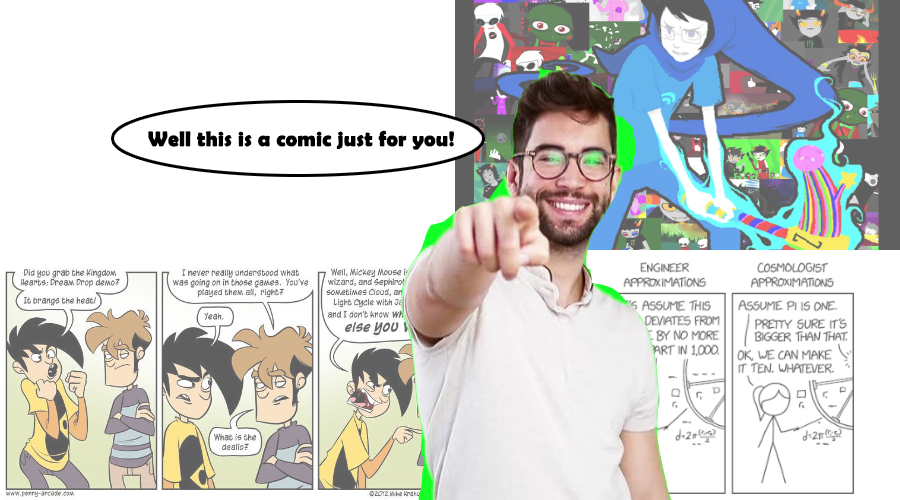 Well this is a comic just for you!
Did you grab the Kingdom
Hearts: Dream Drop demo?
It brangs the heat!
I never really understood what
was going on in those games. You've
played them all, right?
Yeah.
What is the
dealio?
Well, Mickey Mouse is
wizard, and Sephiroth
sometimes Cloud, and
Light Cycle with
and I don't know
else you
www.penny-arcade.com
©2012 Mike
ENGINEER
APPROXIMATIONS
ASSUME THIS
DEVIATES FROM
BY NO MORE
PART IN 1,000.
COSMOLOGIST
APPROXIMATIONS
ASSUME PI IS ONE.
PRETTY SURE IT'S
BIGGER THAN THAT.
OK, WE CAN MAKE
IT TEN. WHATEVER.